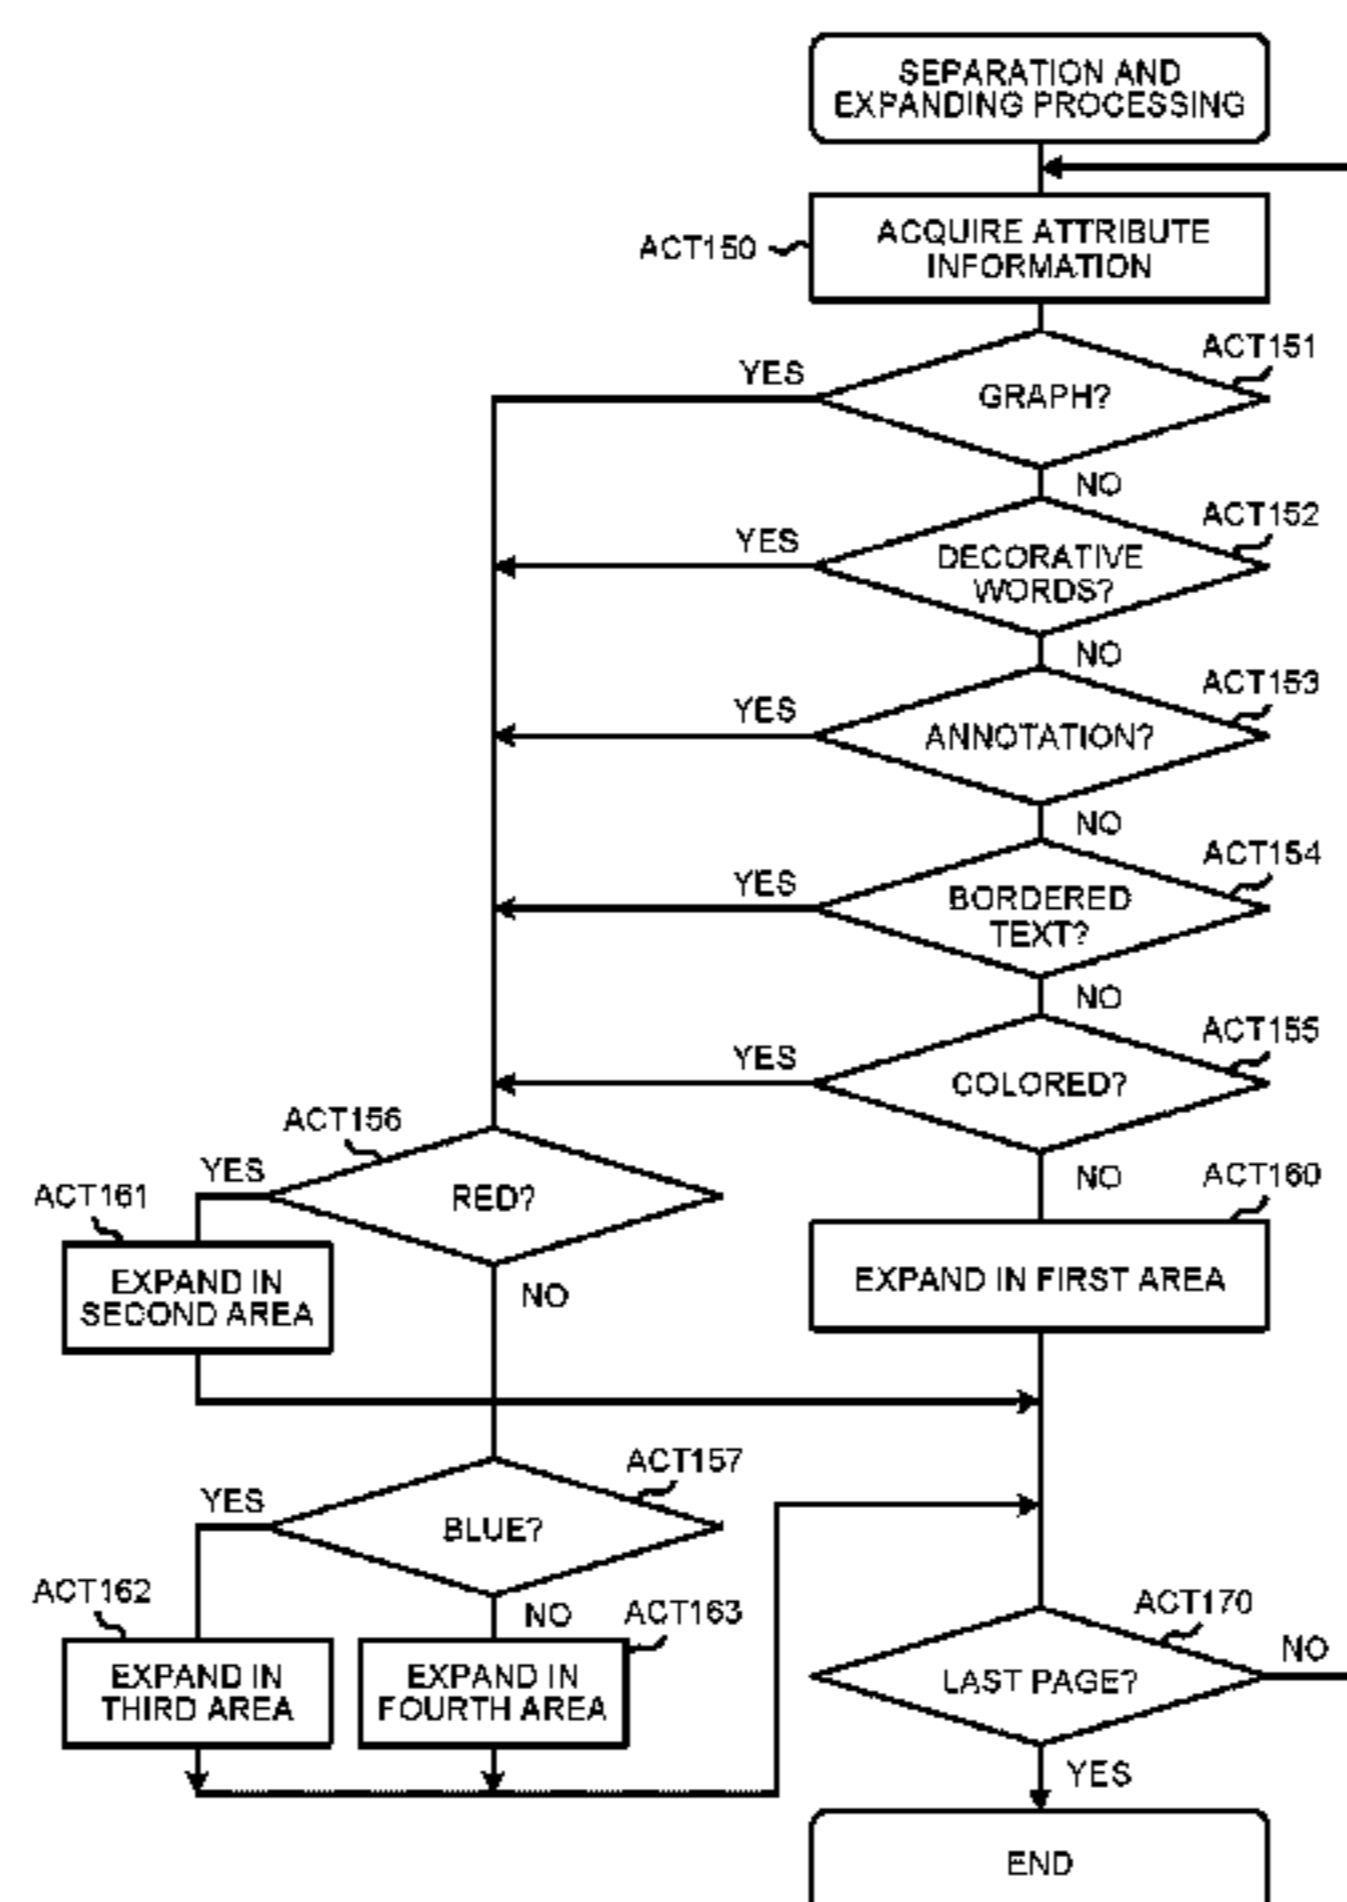 SEPARATION AND
EXPANDING PROCESSING
ACT150
ACQUIRE ATTRIBUTE
INFORMATION
ACT151
YES
GRAPH?
NO
ACT152
YES
DECORATIVE
WORDS?
NO
ACT153
YES
ANNOTATION?
NO
ACT154
YES
BORDERED
TEXT?
NO
ACT155
YES
COLORED?
NO
ACT156
YES
RED?
NO
ACT161
EXPAND IN
SECOND AREA
ACT160
EXPAND IN FIRST AREA
ACT157
YES
BLUE?
NO
ACT162
EXPAND IN
THIRD AREA
ACT163
EXPAND IN
FOURTH AREA
ACT170
LAST PAGE?
NO
YES
END